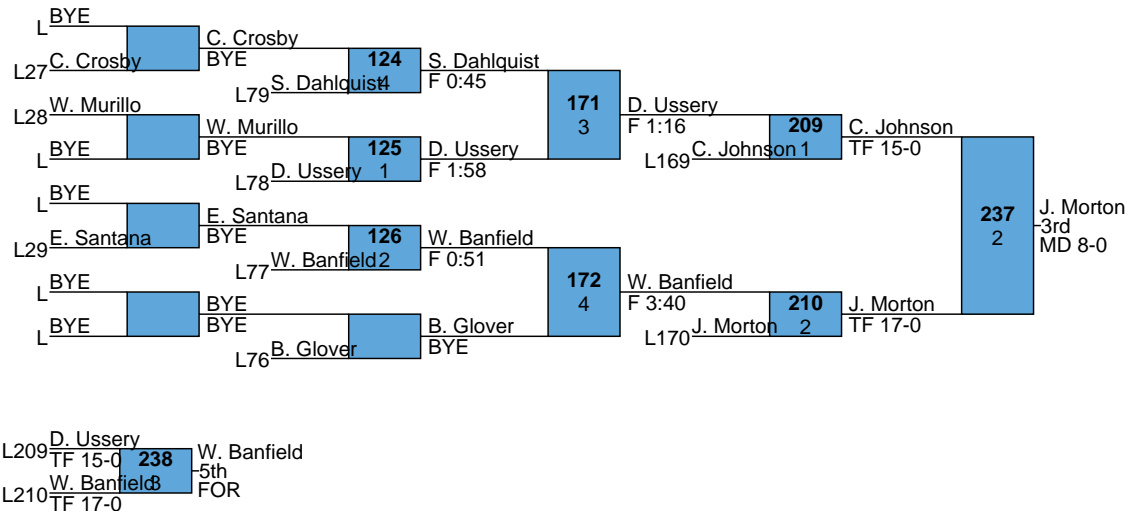 L BYE
L27 C. Crosby
C. Crosby
BYE
L79 S. Dahlquist
124
4
S. Dahlquist
F 0:45
L28 W. Murillo
L BYE
W. Murillo
BYE
L78 D. Ussery
125
1
D. Ussery
F 1:58
171
3
D. Ussery
F 1:16
L169 C. Johnson
209
1
C. Johnson
TF 15-0
L BYE
L29 E. Santana
E. Santana
BYE
L77 W. Banfield
126
2
W. Banfield
F 0:51
L BYE
L BYE
BYE
BYE
L76 B. Glover
B. Glover
BYE
172
4
W. Banfield
F 3:40
L170 J. Morton
210
2
J. Morton
TF 17-0
237
2
J. Morton
3rd
MD 8-0
L209 D. Ussery
TF 15-0
L210 W. Banfield
TF 17-0
238
3
W. Banfield
5th
FOR